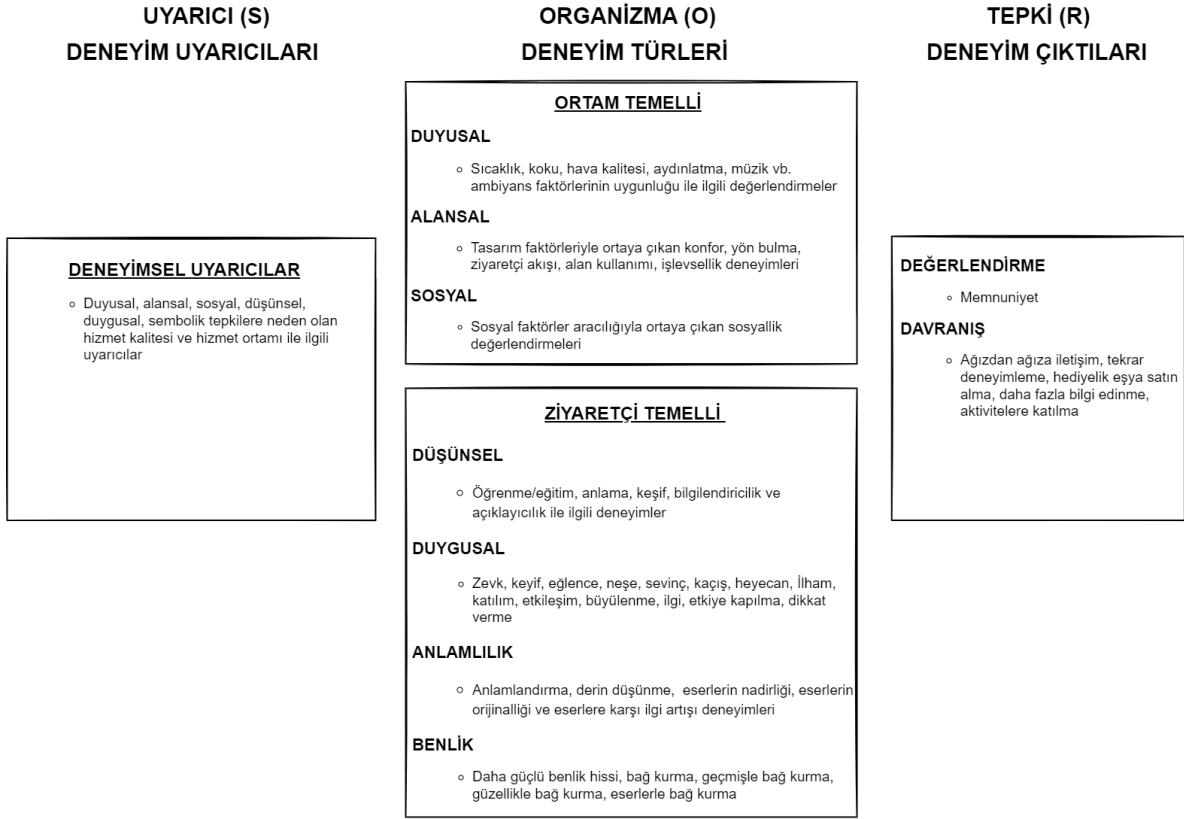 UYARICI (S)
DENEYİM UYARICILARI
DENEYİMSEL UYARICILAR
Duyusal, alansal, sosyal, düşünsel,
duygusal, sembolik tepkilere neden olan
hizmet kalitesi ve hizmet ortamı ile ilgili
uyarıcılar
ORGANİZMA (O)
DENEYİM TÜRLERİ
ORTAM TEMELLİ
DUYUSAL
Sıcaklık, koku, hava kalitesi, aydınlatma, müzik vb.
ambiyans faktörlerinin uygunluğu ile ilgili değerlendirmeler
ALANSAL
Tasarım faktörleriyle ortaya çıkan konfor, yön bulma,
ziyaretçi akışı, alan kullanımı, işlevsellik deneyimleri
SOSYAL
Sosyal faktörler aracılığıyla ortaya çıkan sosyallik
değerlendirmeleri
ZİYARETÇİ TEMELLİ
DÜŞÜNSEL
Öğrenme/eğitim, anlama, keşif, bilgilendiricilik ve
açıklayıcılık ile ilgili deneyimler
DUYGUSAL
Zevk, keyif, eğlence, neşe, sevinç, kaçış, heyecan, İlham,
katılım, etkileşim, büyülenme, ilgi, etkiye kapılma, dikkat
verme
ANLAMLILIK
Anlamlandırma, derin düşünme, eserlerin nadirliği, eserlerin
orijinalliği ve eserlere karşı ilgi artışı deneyimleri
BENLİK
Daha güçlü benlik hissi, bağ kurma, geçmişle bağ kurma,
güzellikle bağ kurma, eserlerle bağ kurma
TEPKİ (R)
DENEYİM ÇIKTILARI
DEĞERLENDİRME
Memnuniyet
DAVRANIŞ
Ağızdan ağıza iletişim, tekrar
deneyimleme, hediyelik eşya satın
alma, daha fazla bilgi edinme,
aktivitelere katılma